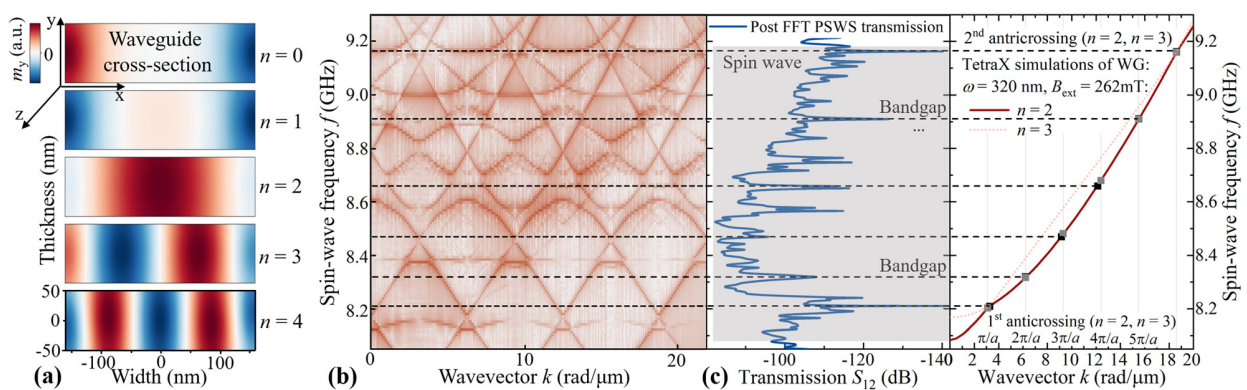 y
m_y (a.u.)
10
0
-10
Waveguide
cross-section
x
z
n = 0
n = 1
n = 2
n = 3
n = 4
Thickness (nm)
50
0
-50
-100
0
100
Width (nm)
(a)
Spin-wave frequency f (GHz)
9.2
9.0
8.8
8.6
8.4
8.2
0
10
20
Wavevector k (rad/μm)
(b)
Post FFT PSWS transmission
Spin wave
Bandgap
...
Bandgap
-100
-120
-140
Transmission S12 (dB)
(c)
2nd antricrossing (n = 2, n = 3)
TetraX simulations of WG:
ω = 320 nm, Bext = 262mT:
n = 2
n = 3
1st anticrossing (n = 2, n = 3)
π/a
2π/a
3π/a
4π/a
5π/a
0
2
4
6
8
10
12
14
16
18
20
Wavevector k (rad/μm)
9.2
9.0
8.8
8.6
8.4
8.2
Spin-wave frequency f (GHz)